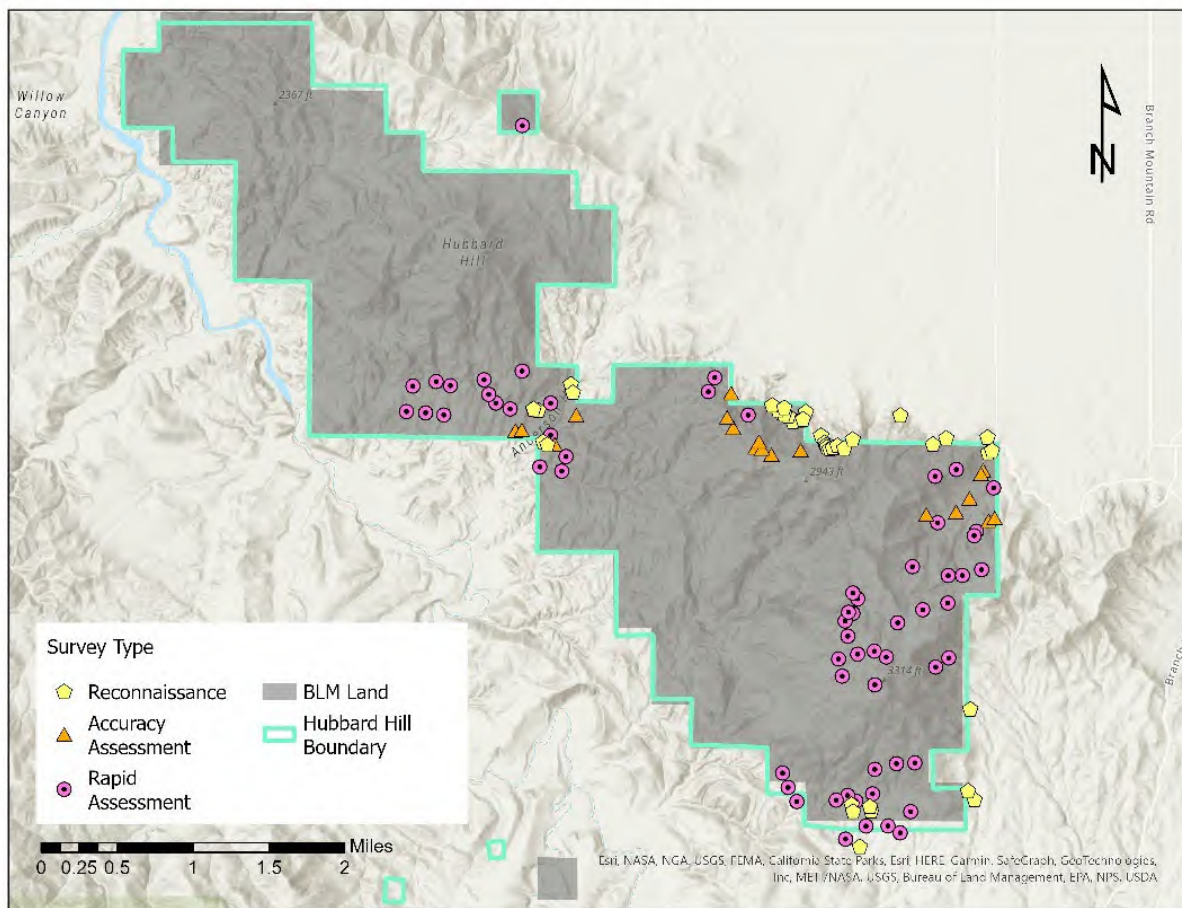 Willow
Canyon
2367 ft
Hubbard
Hill
Branch Mountain Rd
N
2943 ft
3314 ft
Branch
Survey Type
Reconnaissance
Accuracy
Assessment
Rapid
Assessment
BLM Land
Hubbard Hill
Boundary
Miles
0 0.25 0.5 1 1.5 2
Esri, NASA, NGA, USGS, FEMA, California State Parks, Esri, HERE, Garmin, SafeGraph, GeoTechnologies,
Inc, METI/NASA, USGS, Bureau of Land Management, EPA, NPS, USDA